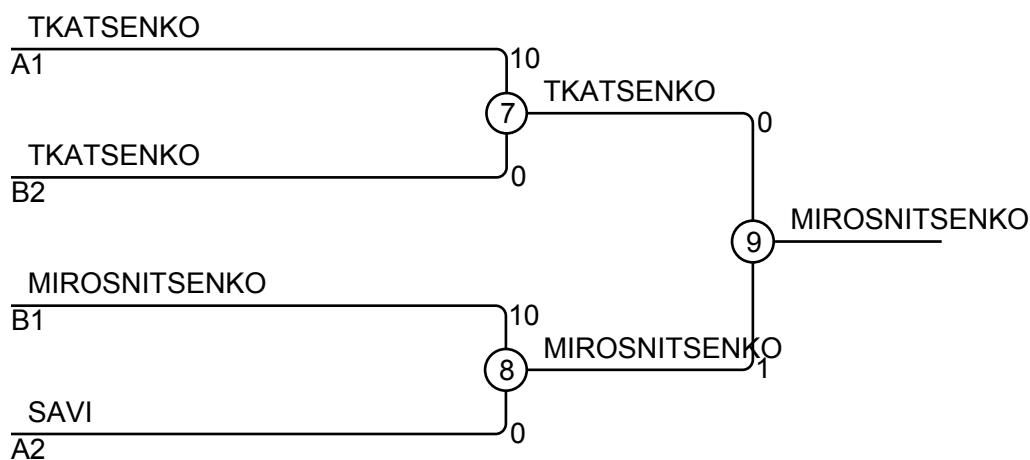 TKATSENKO
A1
10
7
TKATSENKO
0
TKATSENKO
B2
0
9
MIROSNITSENKO
MIROSNITSENKO
B1
10
8
MIROSNITSENKO
1
SAVI
A2
0